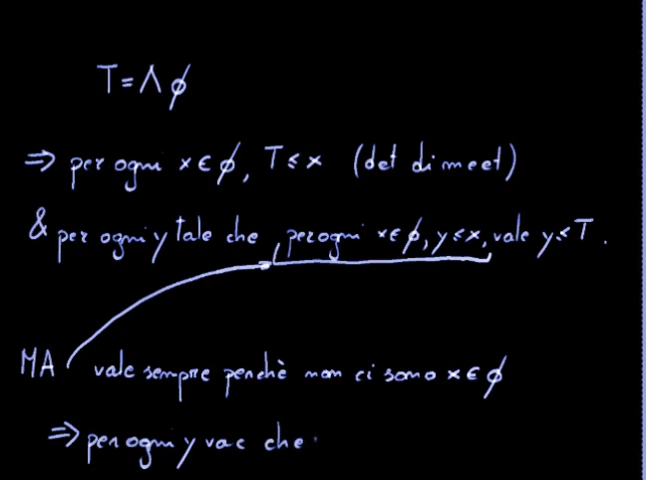 T = ⋀ ∅
⇒ per ogni x ∈ ∅, T ≤ x (def di meet)
& per ogni y tale che, per ogni x ∈ ∅, y ≤ x, vale y ≤ T.
MA vale sempre perchè non ci sono x ∈ ∅
⇒ per ogni y vale che